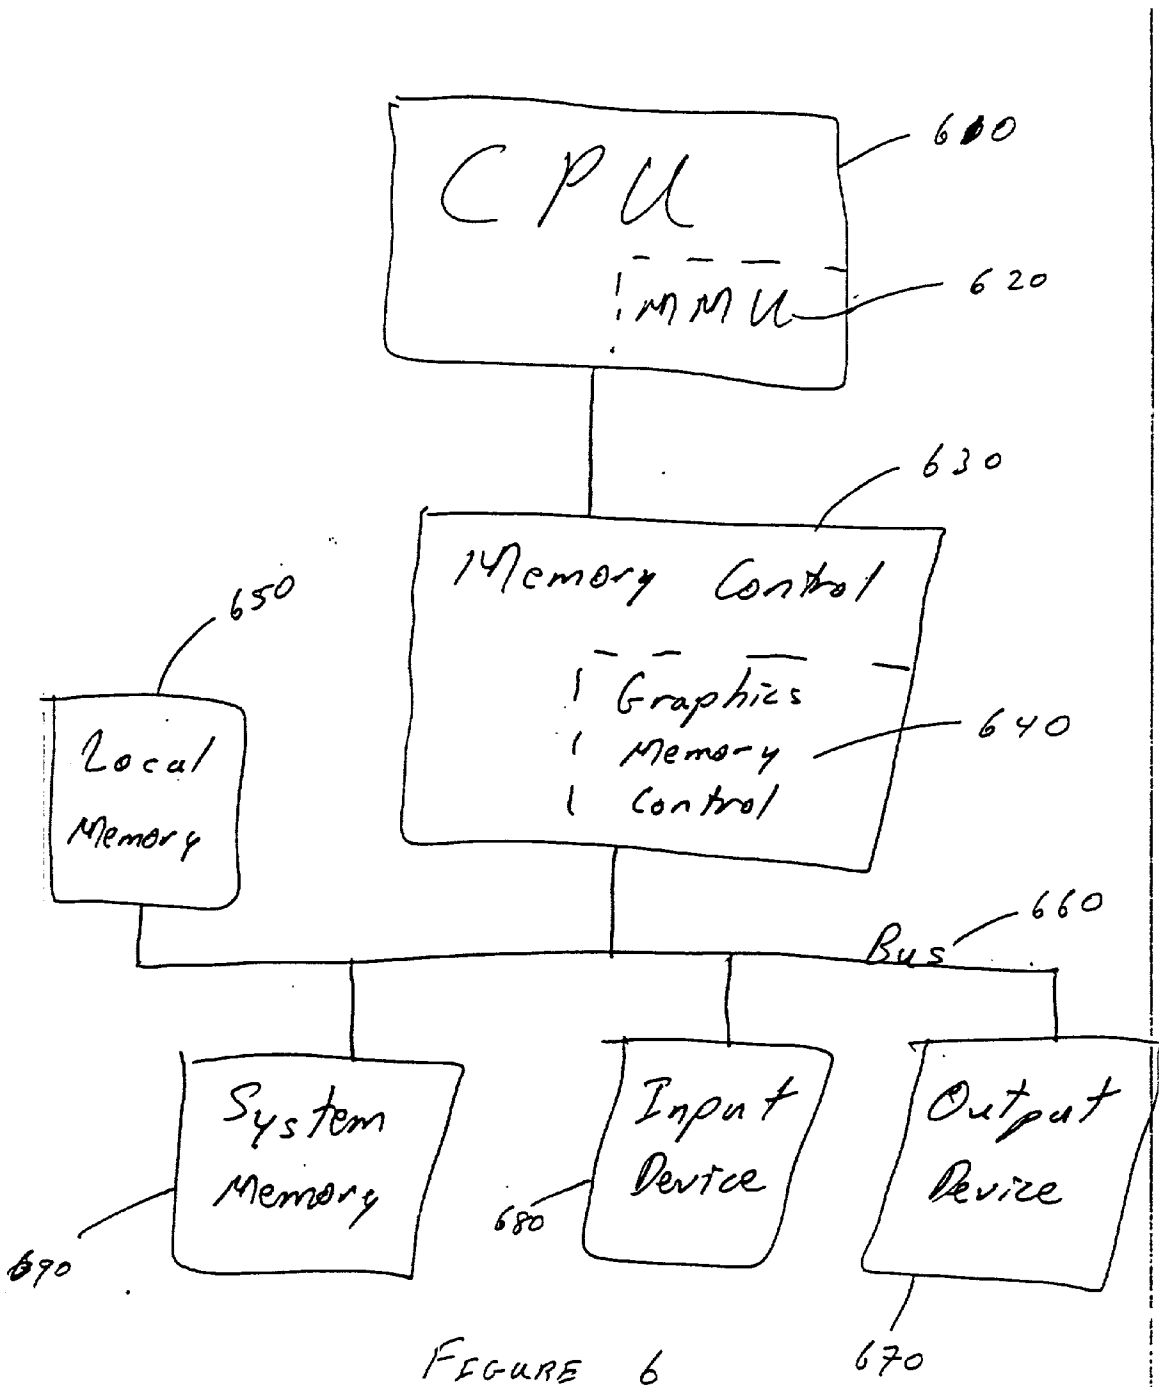 CPU
610
MMU
620
630
Memory Control
650
Graphics
Memory
Control
640
Local
Memory
660
Bus
System
Memory
Input
Device
Output
Device
690
680
670
FIGURE 6